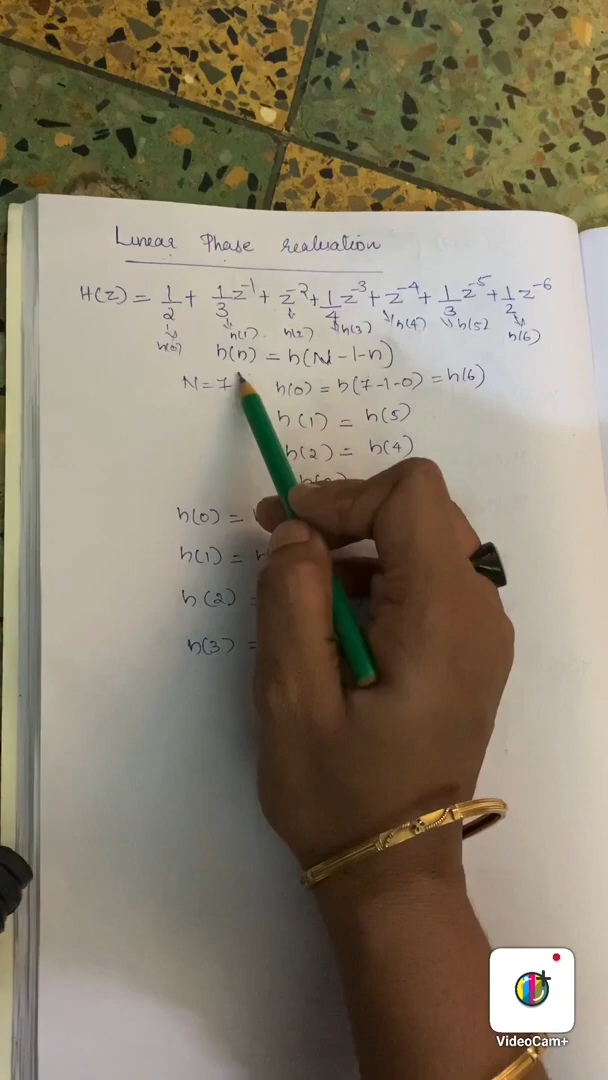 Linear Phase realisation
H(z) = 1/2 + 1/3 z⁻¹ + z⁻² + 1/4 z⁻³ + z⁻⁴ + 1/3 z⁻⁵ + 1/2 z⁻⁶
h(0) h(1). h(2) h(3) h(4) h(5) h(6)
h(n) = h(N-1-n)
N=7 h(0) = h(7-1-0) = h(6)
h(1) = h(5)
h(2) = h(4)
h(0) =
h(1) = h
h(2) =
h(3) =
VideoCam+